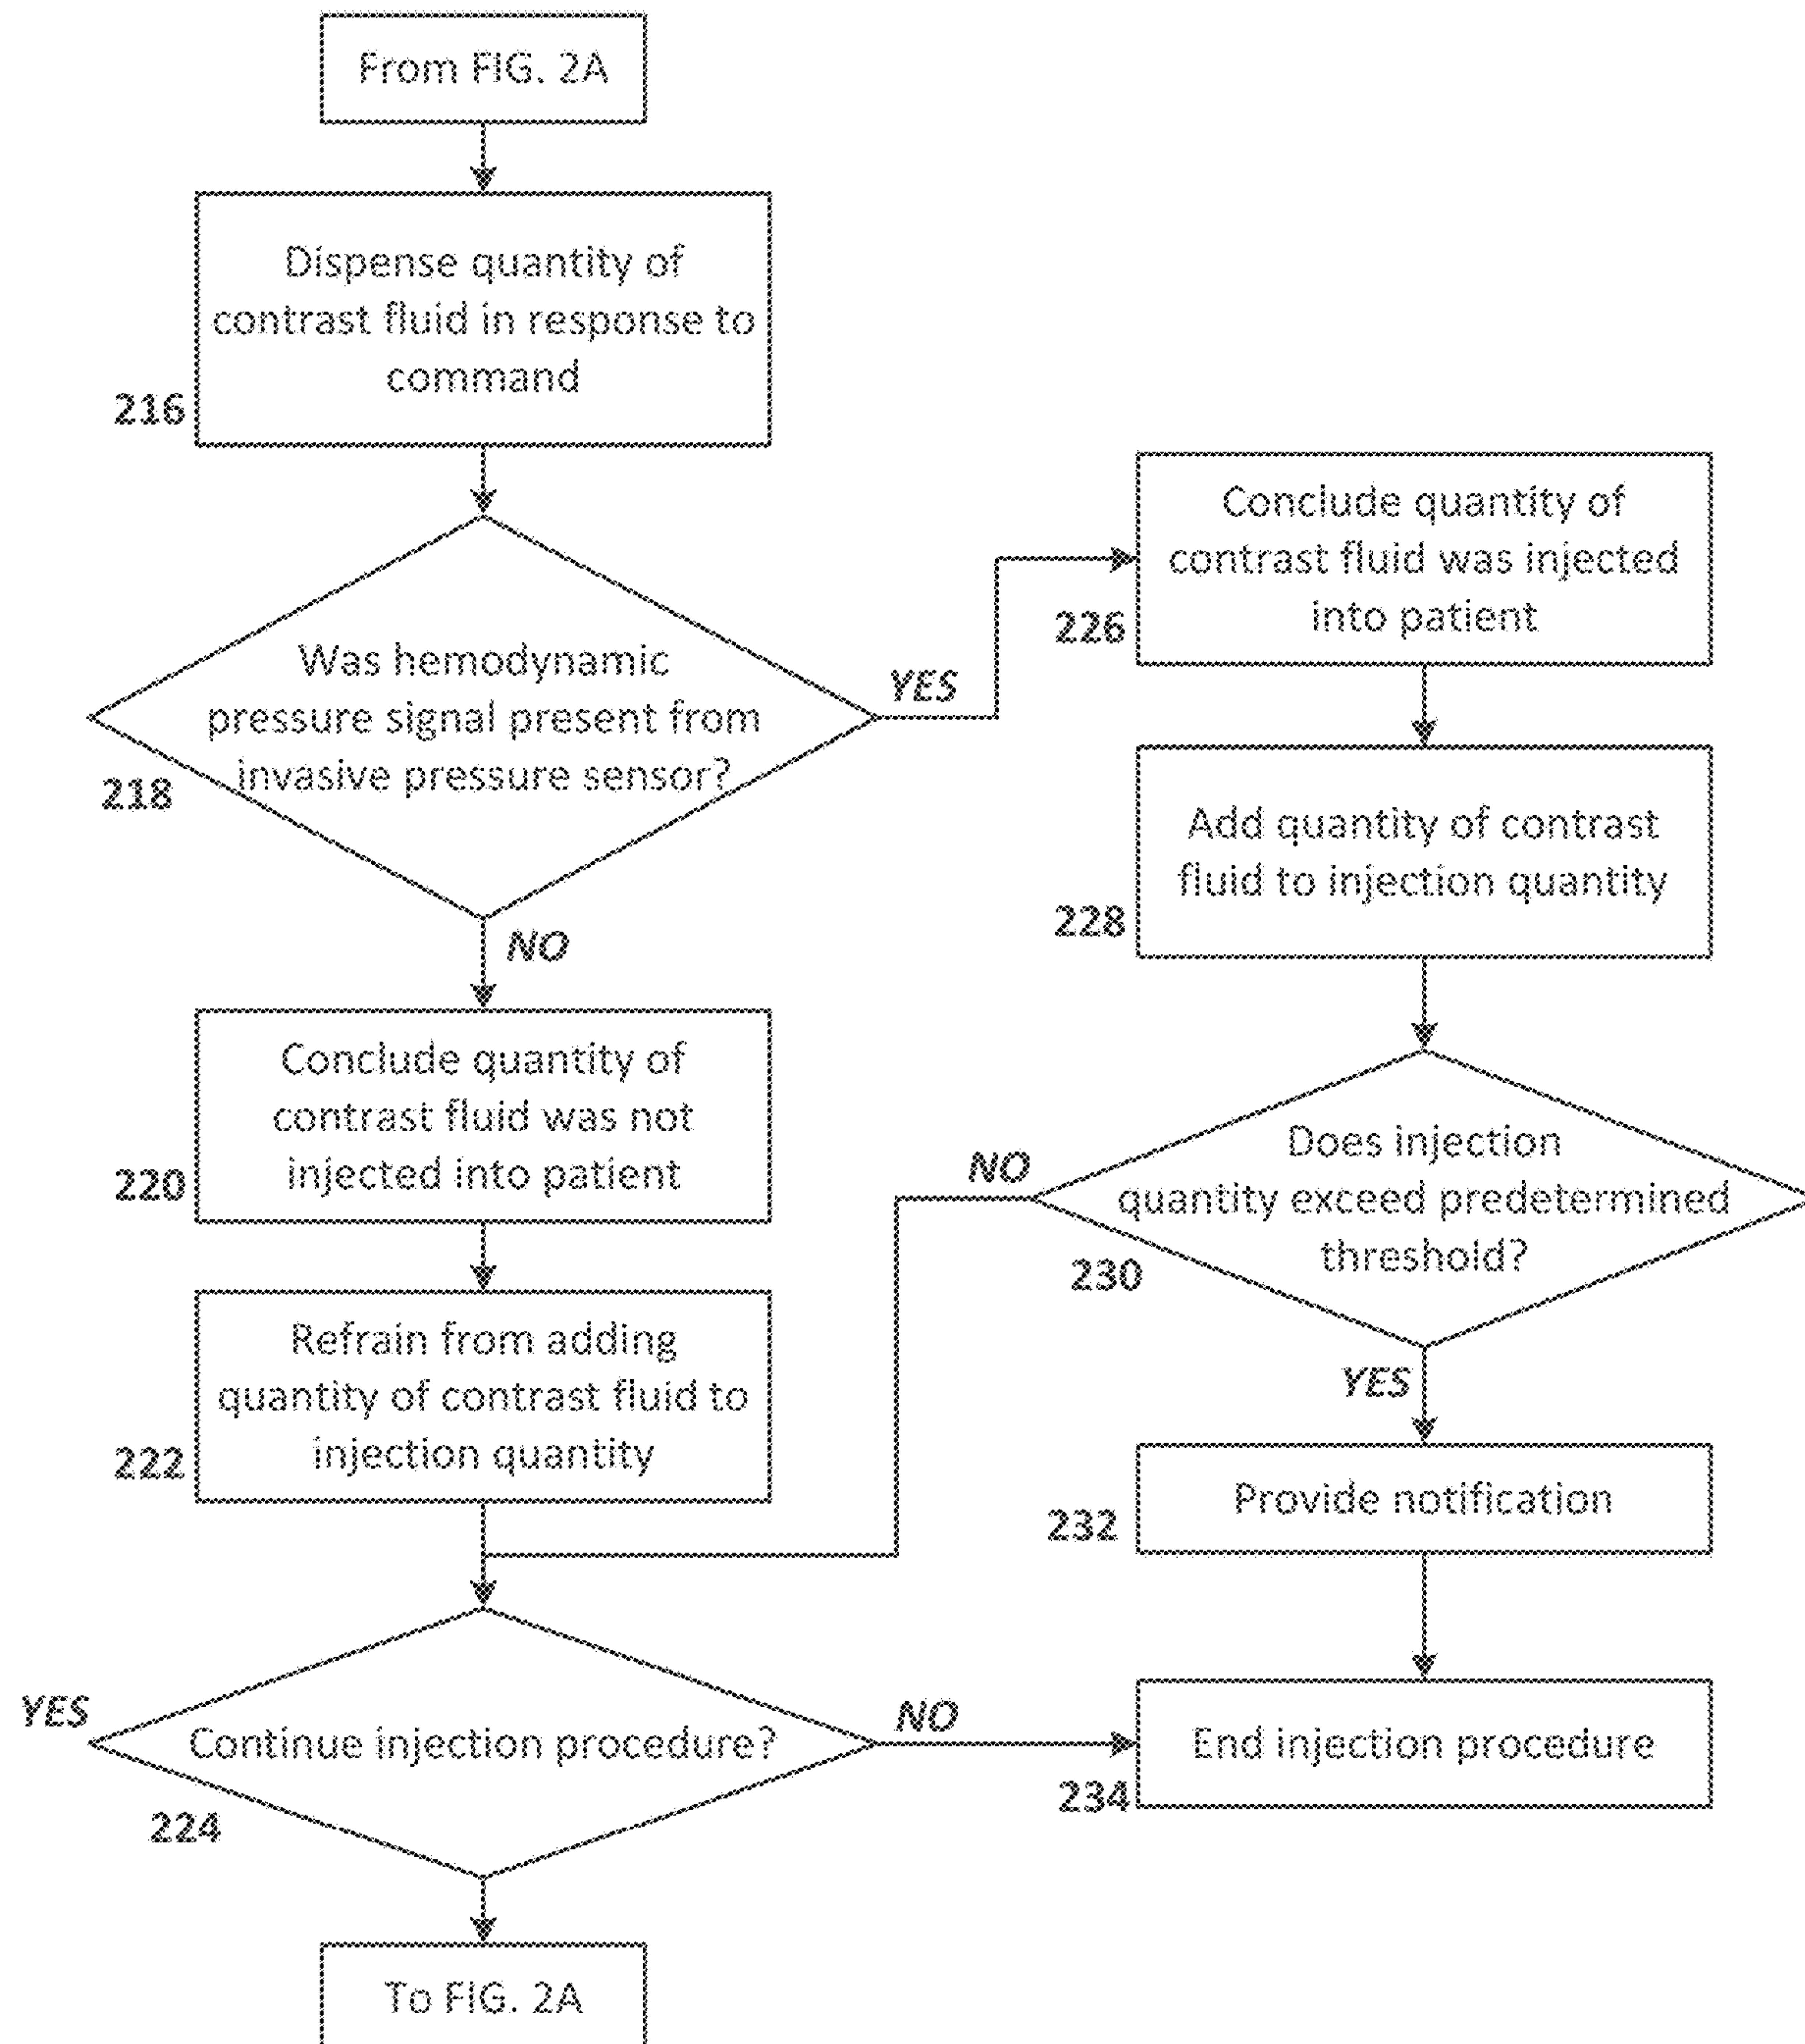 From FIG. 2A
Dispense quantity of
contrast fluid in response to
command
216
Was hemodynamic
pressure signal present from
invasive pressure sensor?
218
YES
NO
Conclude quantity of
contrast fluid was injected
into patient
226
Add quantity of contrast
fluid to injection quantity
228
Conclude quantity of
contrast fluid was not
injected into patient
220
Does injection
quantity exceed predetermined
threshold?
230
NO
YES
Refrain from adding
quantity of contrast fluid to
injection quantity
222
Provide notification
232
Continue injection procedure?
224
YES
NO
End injection procedure
234
To FIG. 2A